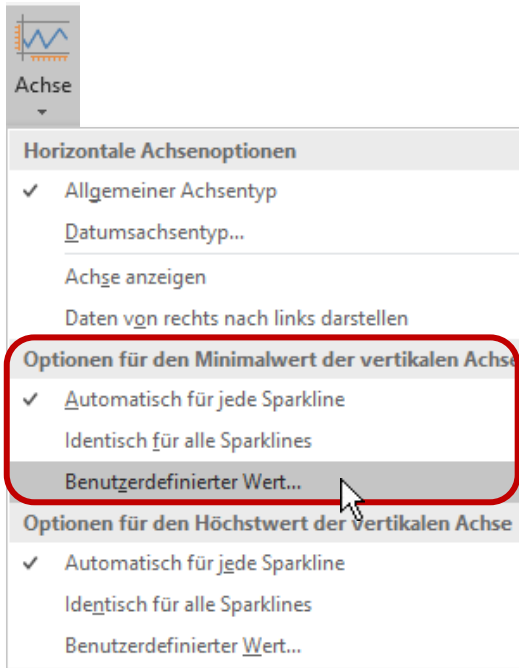 Achse
Horizontale Achsenoptionen
Allgemeiner Achsentyp
Datumsachsentyp...
Achse anzeigen
Daten von rechts nach links darstellen
Optionen für den Minimalwert der vertikalen Achse
Automatisch für jede Sparkline
Identisch für alle Sparklines
Benutzerdefinierter Wert...
Optionen für den Höchstwert der vertikalen Achse
Automatisch für jede Sparkline
Identisch für alle Sparklines
Benutzerdefinierter Wert...